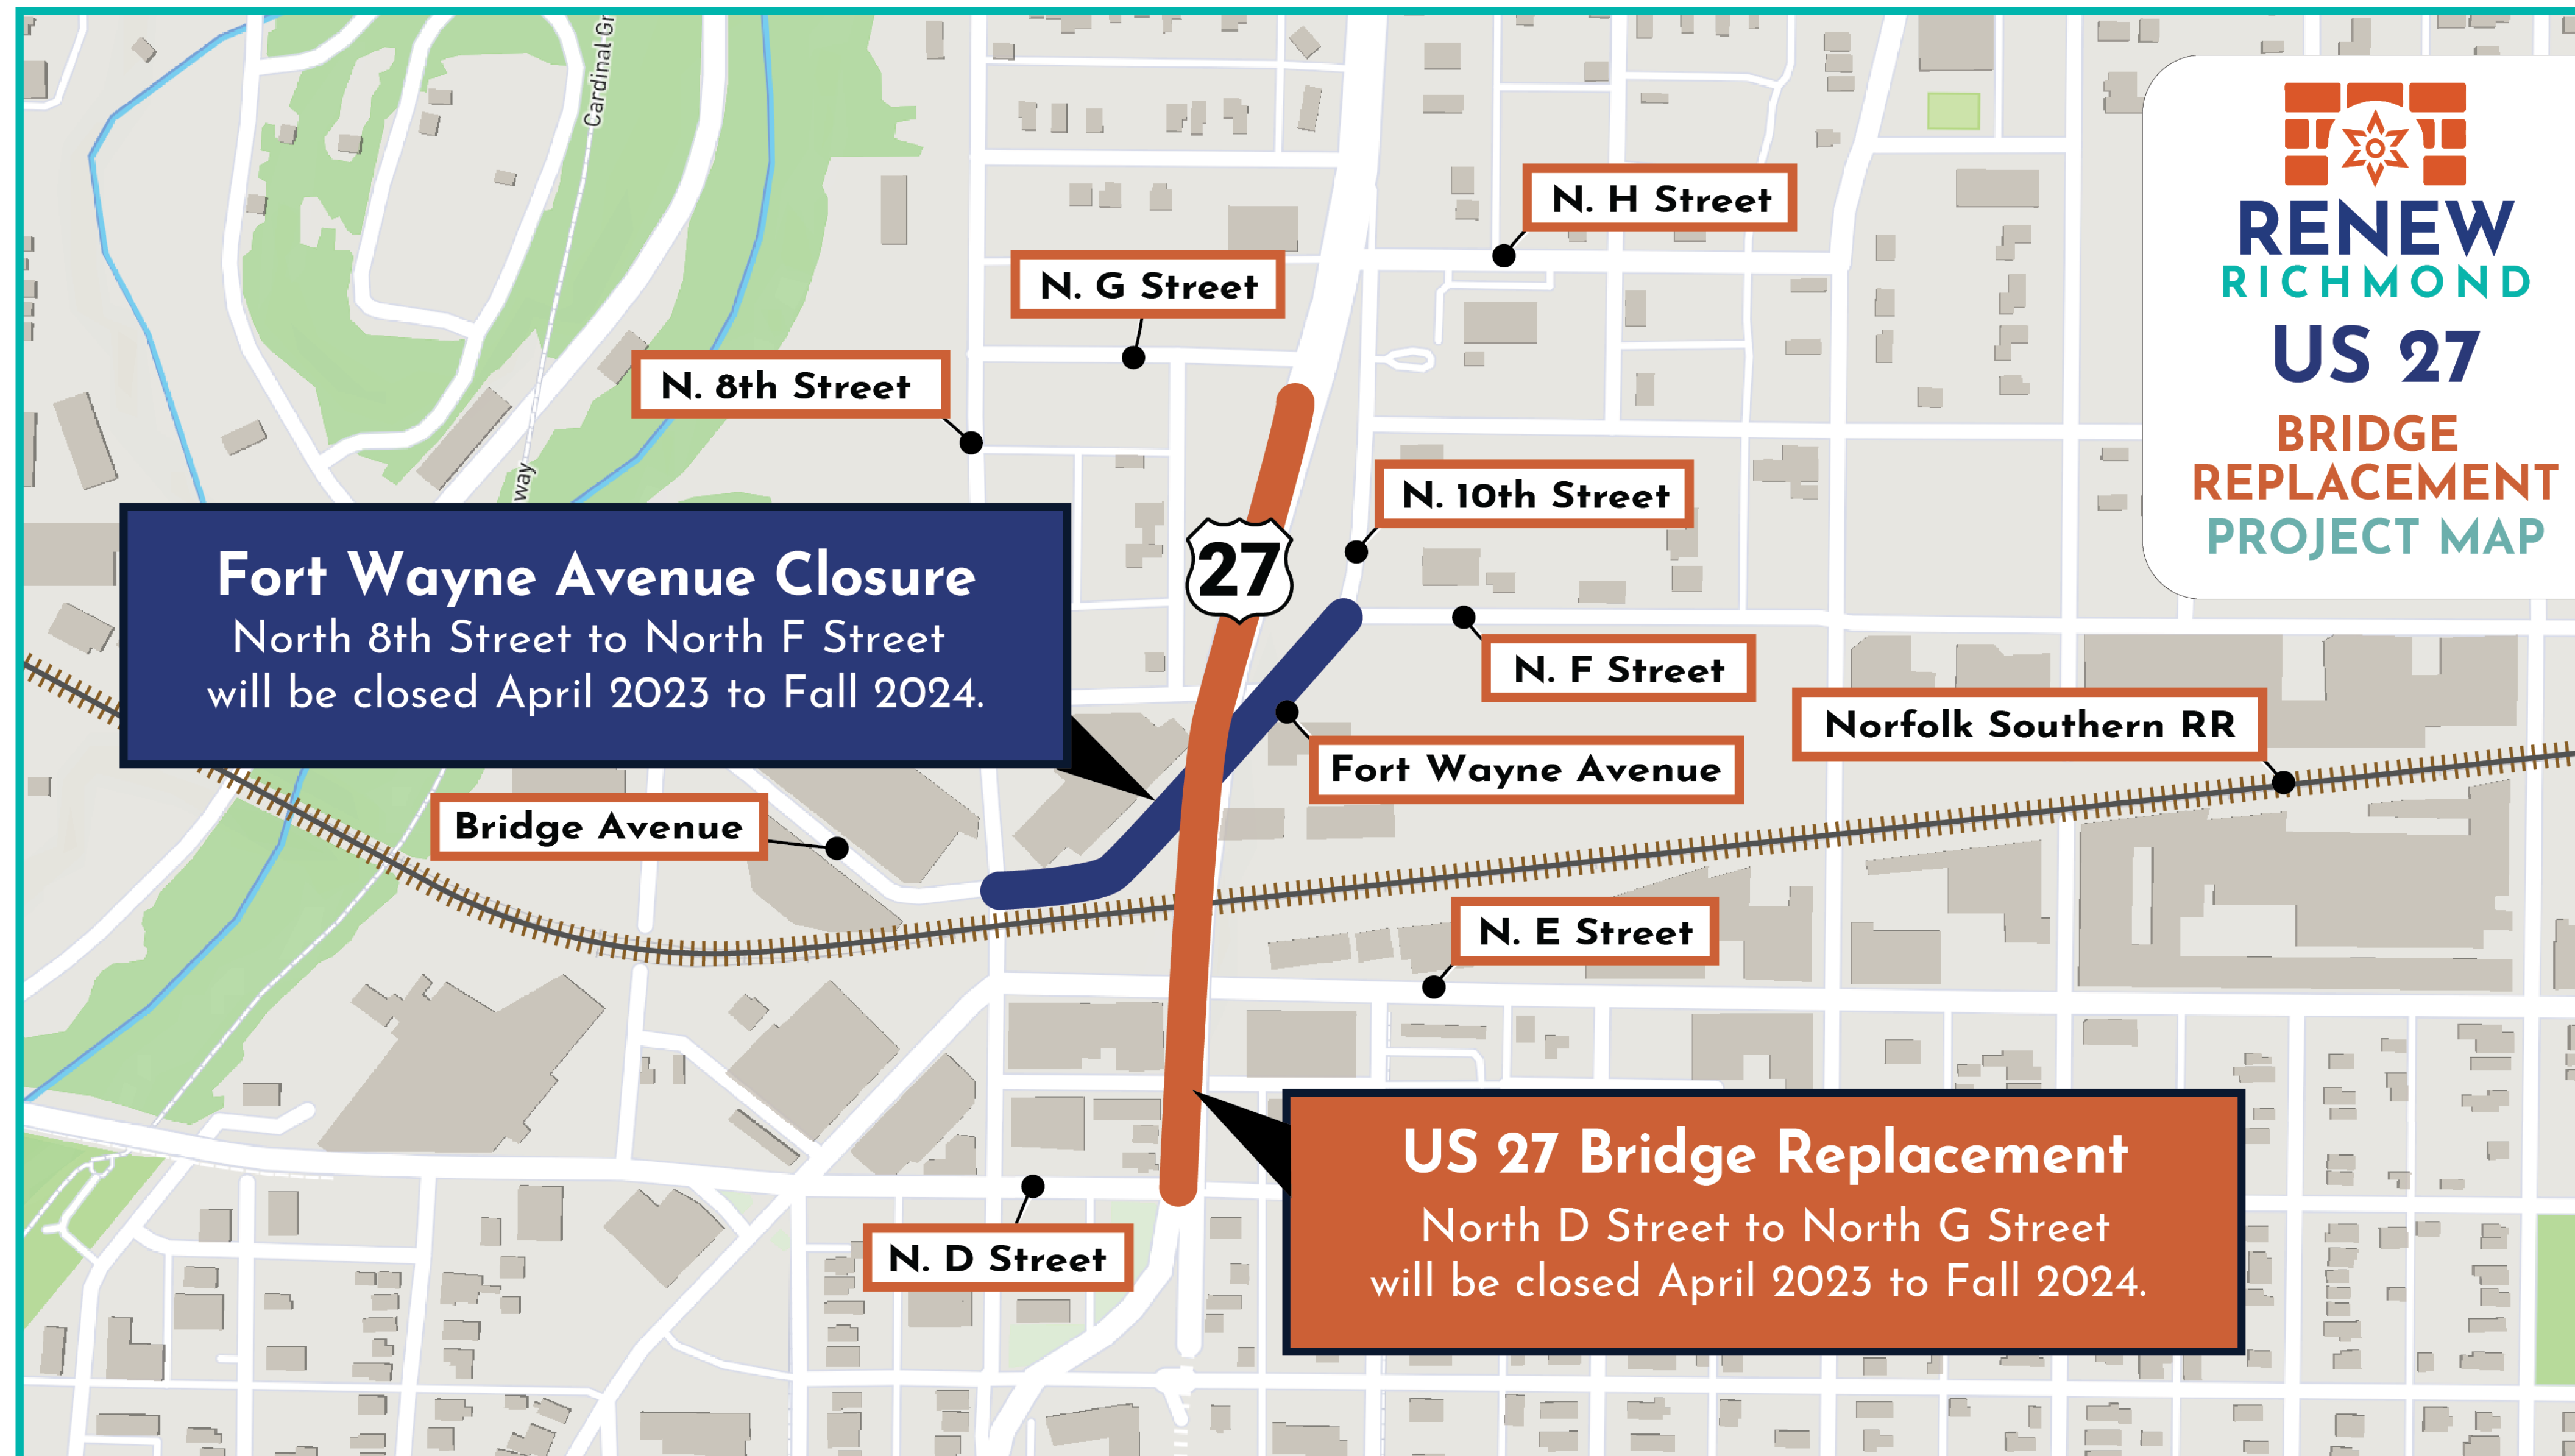 Cardinal Gr
way
RENEW
RICHMOND
US 27
BRIDGE
REPLACEMENT
PROJECT MAP
N. H Street
N. G Street
N. 8th Street
N. 10th Street
27
Fort Wayne Avenue Closure
North 8th Street to North F Street
will be closed April 2023 to Fall 2024.
N. F Street
Norfolk Southern RR
Fort Wayne Avenue
Bridge Avenue
N. E Street
US 27 Bridge Replacement
North D Street to North G Street
will be closed April 2023 to Fall 2024.
N. D Street